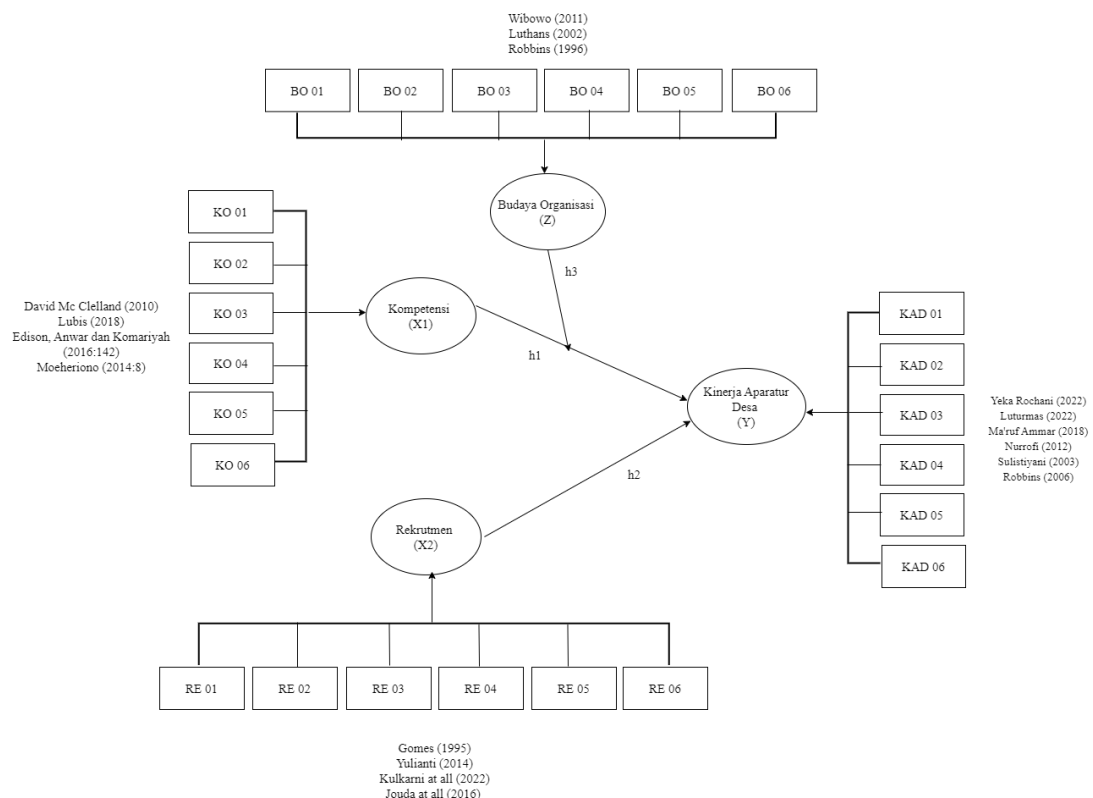 Wibowo (2011)
Luthans (2002)
Robbins (1996)
BO 01
BO 02
BO 03
BO 04
BO 05
BO 06
Budaya Organisasi
(Z)
h3
KO 01
KO 02
KO 03
KO 04
KO 05
KO 06
David Mc Clelland (2010)
Lubis (2018)
Edison, Anwar dan Komariyah
(2016:142)
Moeheriono (2014:8)
Kompetensi
(X1)
h1
Kinerja Aparatur
Desa
(Y)
KAD 01
KAD 02
KAD 03
KAD 04
KAD 05
KAD 06
Yeka Rochani (2022)
Luturmas (2022)
Ma'ruf Ammar (2018)
Nurrofi (2012)
Sulistiyani (2003)
Robbins (2006)
h2
Rekrutmen
(X2)
RE 01
RE 02
RE 03
RE 04
RE 05
RE 06
Gomes (1995)
Yulianti (2014)
Kulkarni at all (2022)
Jouda at all (2016)